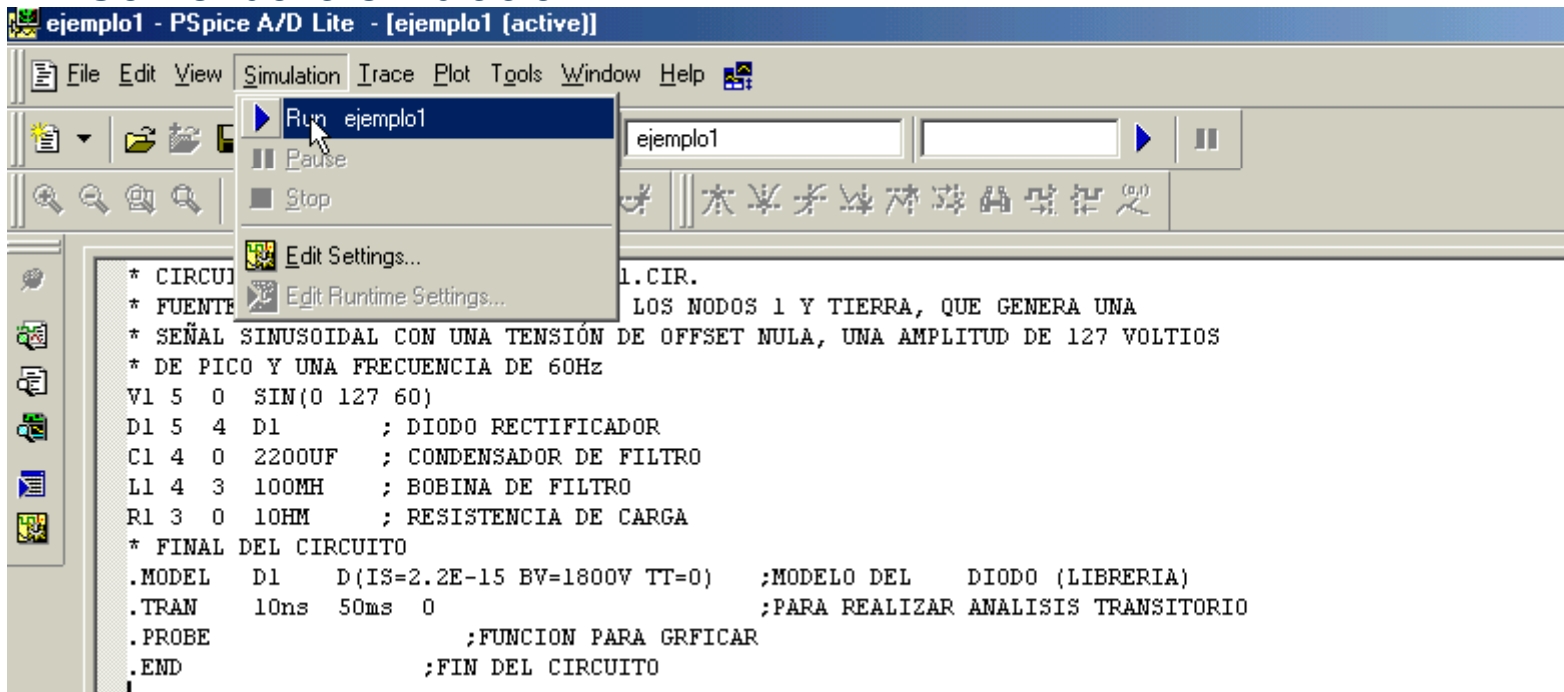 ejemplo1 - PSpice A/D Lite - [ejemplo1 (active)]
File Edit View Simulation Trace Plot Tools Window Help
Run ejemplo1
ejemplo1
Pause
Stop
Edit Settings...
Edit Runtime Settings...
* CIRCUI 1.CIR.
* FUENTE LOS NODOS 1 Y TIERRA, QUE GENERA UNA
* SEÑAL SINUSOIDAL CON UNA TENSIÓN DE OFFSET NULA, UNA AMPLITUD DE 127 VOLTIOS
* DE PICO Y UNA FRECUENCIA DE 60Hz
V1 5 0 SIN(0 127 60)
D1 5 4 D1 ; DIODO RECTIFICADOR
C1 4 0 2200UF ; CONDENSADOR DE FILTRO
L1 4 3 100MH ; BOBINA DE FILTRO
R1 3 0 10HM ; RESISTENCIA DE CARGA
* FINAL DEL CIRCUITO
.MODEL D1 D(IS=2.2E-15 BV=1800V TT=0) ;MODELO DEL DIODO (LIBRERIA)
.TRAN 10ns 50ms 0 ;PARA REALIZAR ANALISIS TRANSITORIO
.PROBE ;FUNCION PARA GRFICAR
.END ;FIN DEL CIRCUITO